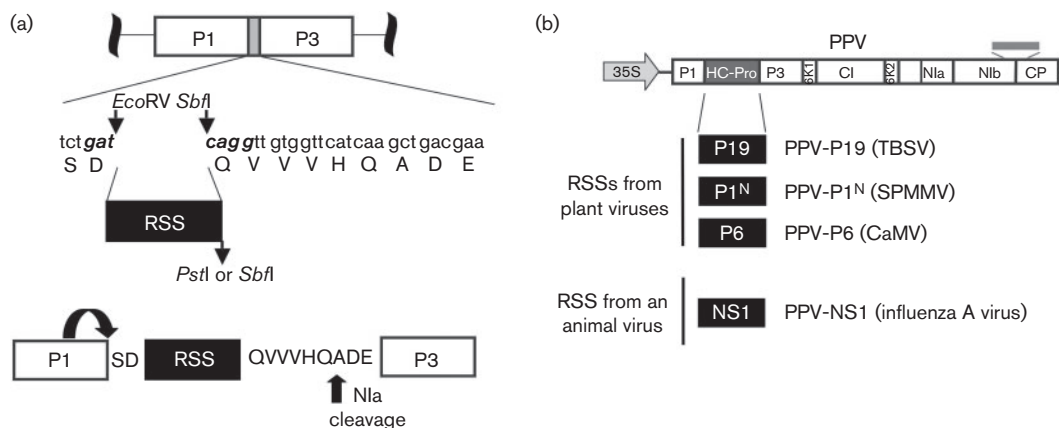 (a)
P1 P3
EcoRV SbfI
tct gat cagg tt gtg gtt cat caa gct gac gaa
S D Q V V V H Q A D E
RSS
PstI or SbfI
P1 SD RSS QVVVHQADE P3
NIa
cleavage
(b)
PPV
35S P1 HC-Pro P3 6K1 CI 6K2 NIa NIb CP
RSSs from
plant viruses
P19 PPV-P19 (TBSV)
P1ᴺ PPV-P1ᴺ (SPMMV)
P6 PPV-P6 (CaMV)
RSS from an
animal virus
NS1 PPV-NS1 (influenza A virus)